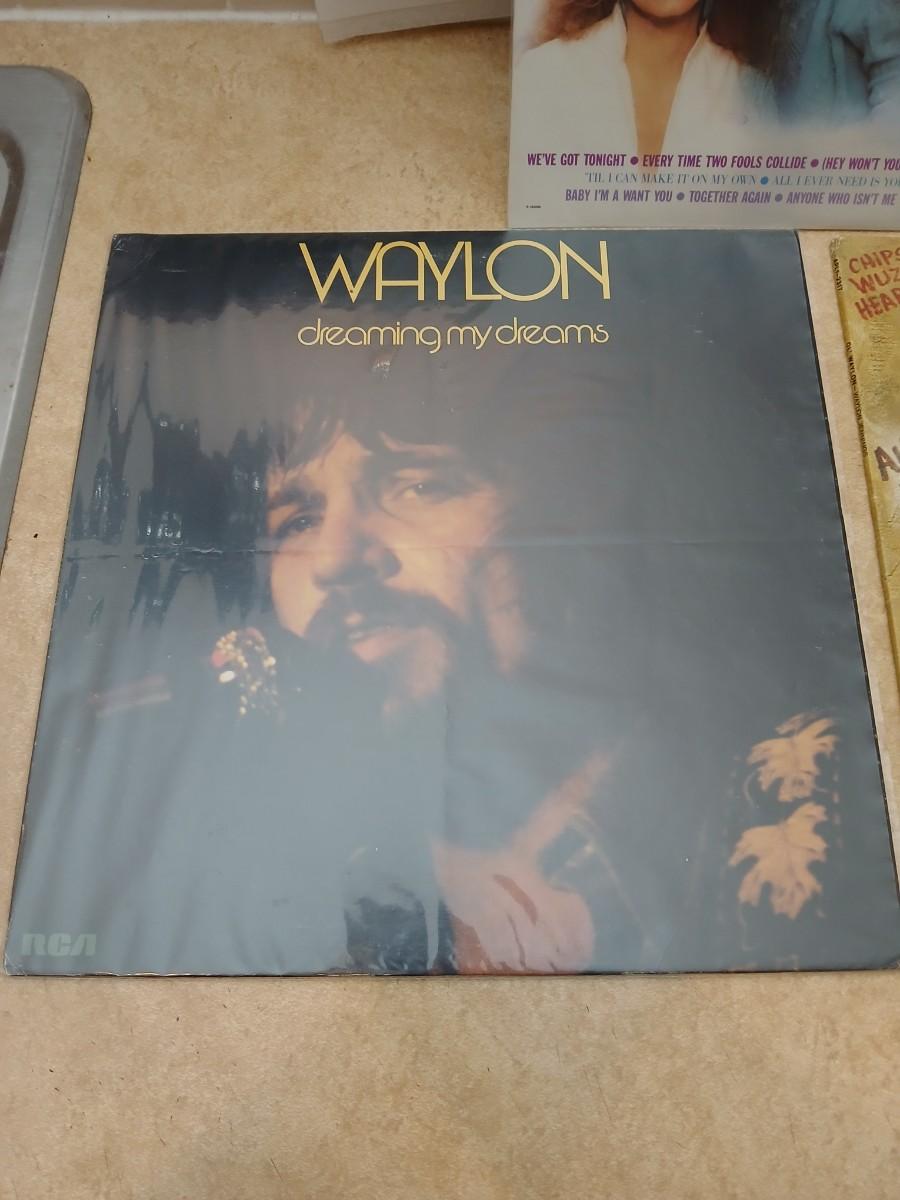 WE'VE GOT TONIGHT ● EVERY TIME TWO FOOLS COLLIDE ● (HEY WON'T YOU
'TIL I CAN MAKE IT ON MY OWN ● ALL I EVER NEED IS YOU
BABY I'M A WANT YOU ● TOGETHER AGAIN ● ANYONE WHO ISN'T ME
WAYLON
dreaming my dreams
RCA
CHIPS
WUZ
HEAR